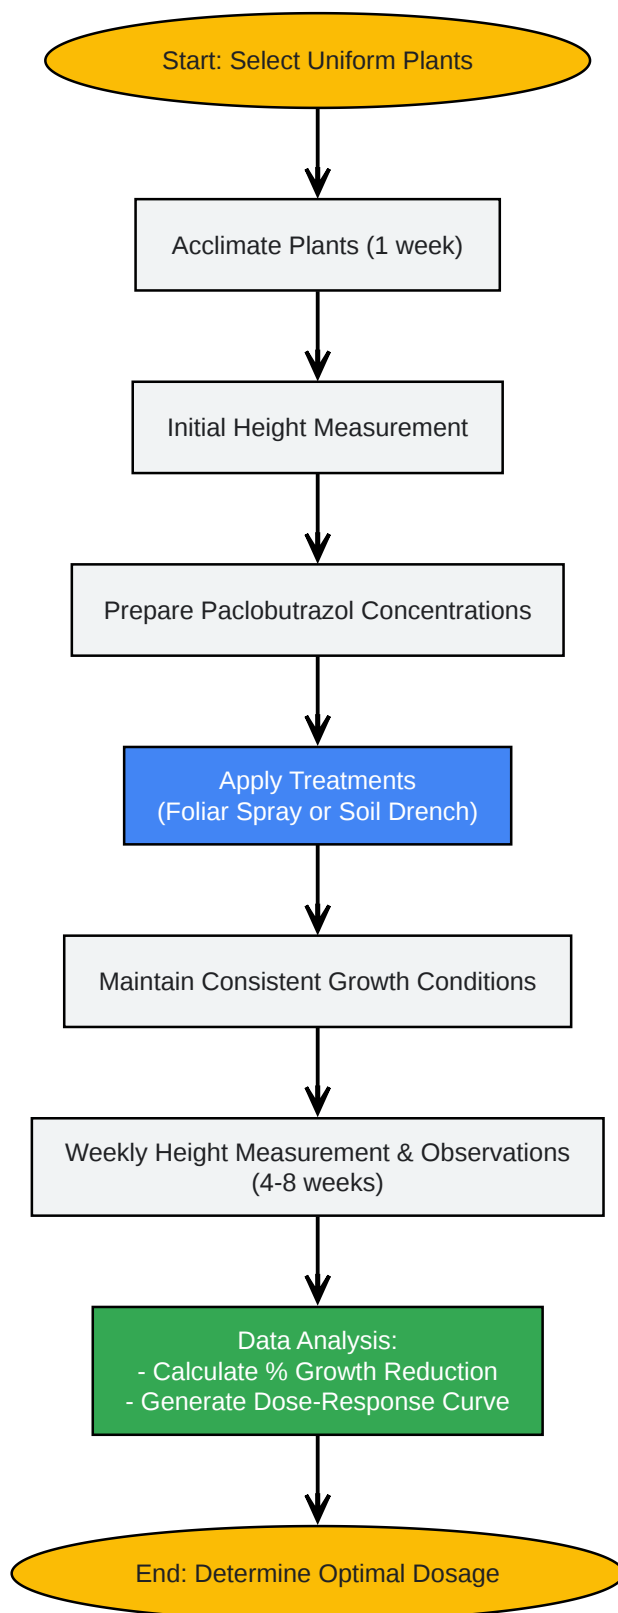 Start: Select Uniform Plants
Acclimate Plants (1 week)
Initial Height Measurement
Prepare Paclobutrazol Concentrations
Apply Treatments
(Foliar Spray or Soil Drench)
Maintain Consistent Growth Conditions
Weekly Height Measurement & Observations
(4-8 weeks)
Data Analysis:
- Calculate % Growth Reduction
- Generate Dose-Response Curve
End: Determine Optimal Dosage